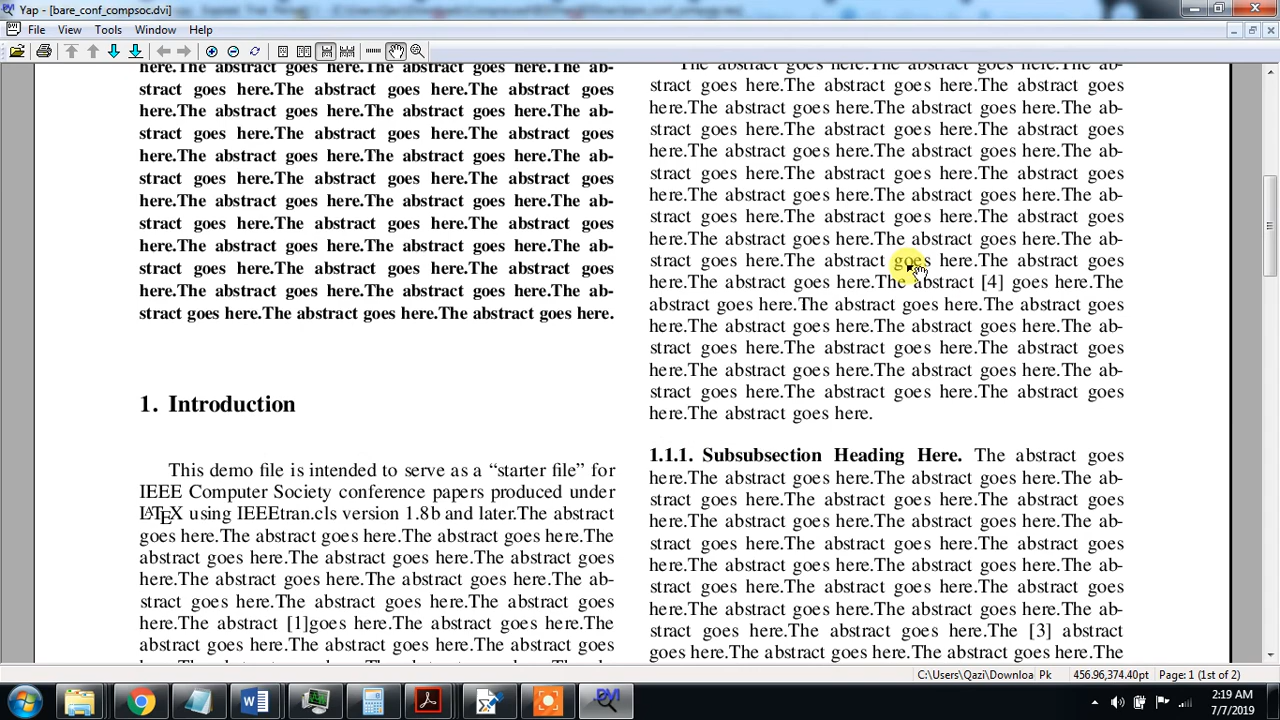 Yap - [bare_conf_compsoc.dvi]
File View Tools Window Help
here.The abstract goes here.The abstract goes here.The ab-
stract goes here.The abstract goes here.The abstract goes
here.The abstract goes here.The abstract goes here.The ab-
stract goes here.The abstract goes here.The abstract goes
here.The abstract goes here.The abstract goes here.The ab-
stract goes here.The abstract goes here.The abstract goes
here.The abstract goes here.The abstract goes here.The ab-
stract goes here.The abstract goes here.The abstract goes
here.The abstract goes here.The abstract goes here.The ab-
stract goes here.The abstract goes here.The abstract goes
here.The abstract goes here.The abstract goes here.The ab-
stract goes here.The abstract goes here.The abstract goes here.
1. Introduction
This demo file is intended to serve as a “starter file” for
IEEE Computer Society conference papers produced under
LATEX using IEEEtran.cls version 1.8b and later.The abstract
goes here.The abstract goes here.The abstract goes here.The
abstract goes here.The abstract goes here.The abstract goes
here.The abstract goes here.The abstract goes here.The ab-
stract goes here.The abstract goes here.The abstract goes
here.The abstract [1]goes here.The abstract goes here.The
abstract goes here.The abstract goes here.The abstract goes
The abstract goes here.The abstract goes here.The ab-
stract goes here.The abstract goes here.The abstract goes
here.The abstract goes here.The abstract goes here.The ab-
stract goes here.The abstract goes here.The abstract goes
here.The abstract goes here.The abstract goes here.The ab-
stract goes here.The abstract goes here.The abstract goes
here.The abstract goes here.The abstract goes here.The ab-
stract goes here.The abstract goes here.The abstract goes
here.The abstract goes here.The abstract goes here.The ab-
stract goes here.The abstract goes here.The abstract goes
here.The abstract goes here.The abstract [4] goes here.The
abstract goes here.The abstract goes here.The abstract goes
here.The abstract goes here.The abstract goes here.The ab-
stract goes here.The abstract goes here.The abstract goes
here.The abstract goes here.The abstract goes here.The ab-
stract goes here.The abstract goes here.The abstract goes
here.The abstract goes here.
1.1.1. Subsubsection Heading Here. The abstract goes
here.The abstract goes here.The abstract goes here.The ab-
stract goes here.The abstract goes here.The abstract goes
here.The abstract goes here.The abstract goes here.The ab-
stract goes here.The abstract goes here.The abstract goes
here.The abstract goes here.The abstract goes here.The ab-
stract goes here.The abstract goes here.The abstract goes
here.The abstract goes here.The abstract goes here.The ab-
stract goes here.The abstract goes here.The [3] abstract
goes here.The abstract goes here.The abstract goes here.The
C:\Users\Qazi\Downloa Pk 456.96,374.40pt Page: 1 (1st of 2)
2:19 AM
7/7/2019